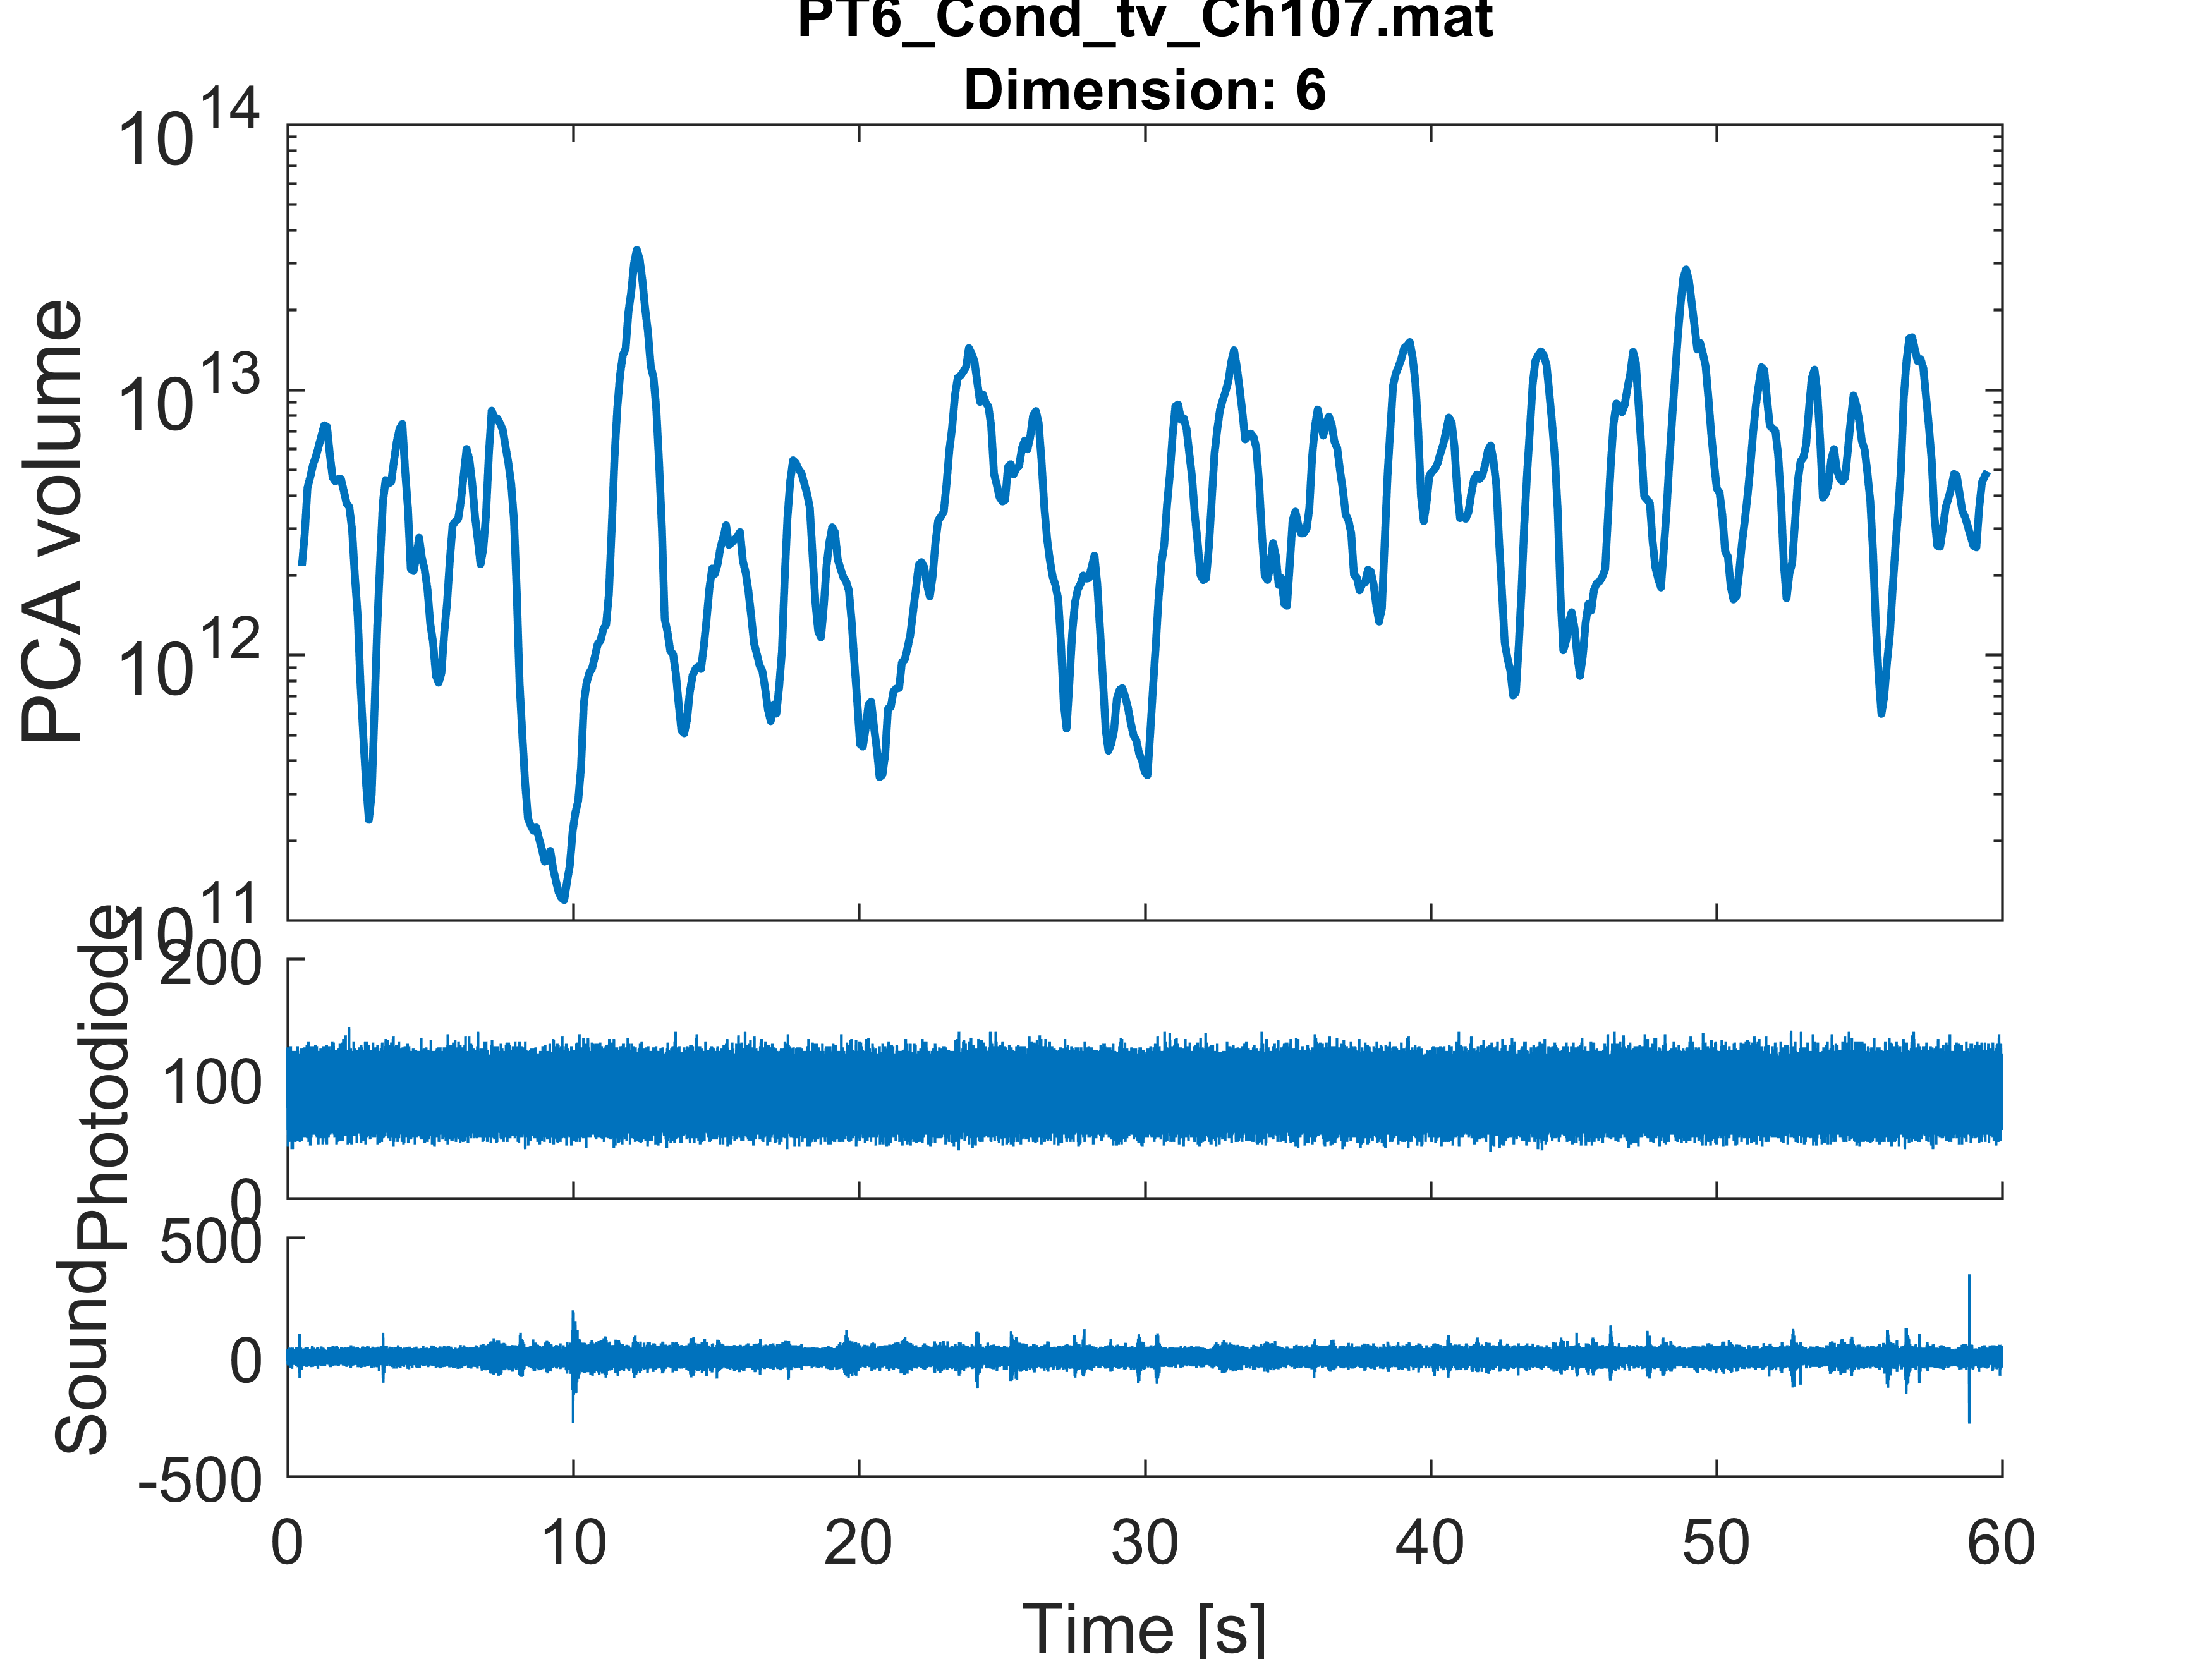 PT6_Cond_tv_Ch107.mat
Dimension: 6
PCA volume
10^14
10^13
10^12
10^11
Photodiode
200
100
0
Sound
500
0
-500
0 10 20 30 40 50 60
Time [s]